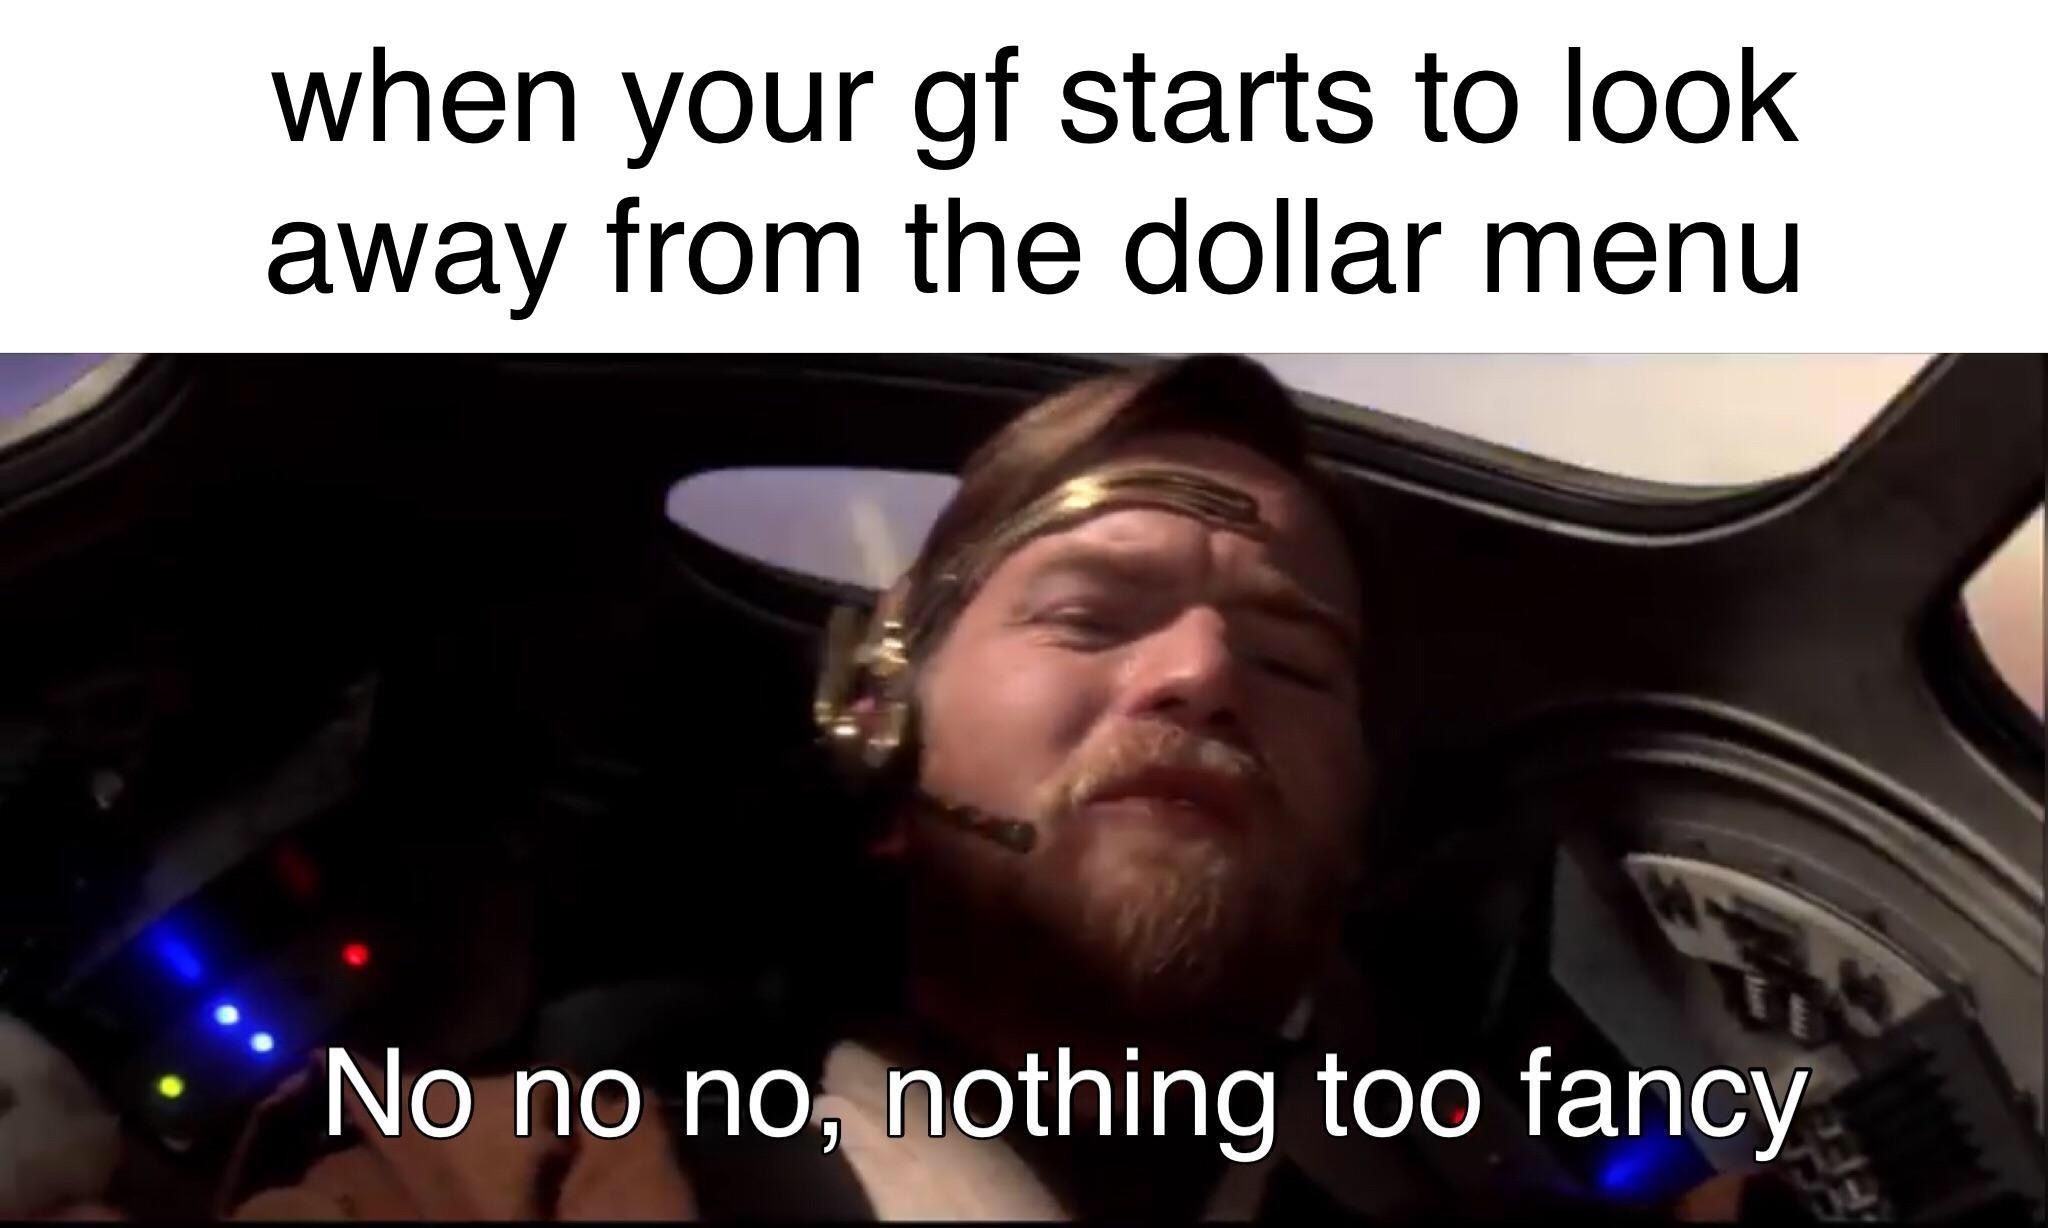 when your gf starts to look
away from the dollar menu
No no no, nothing too fancy